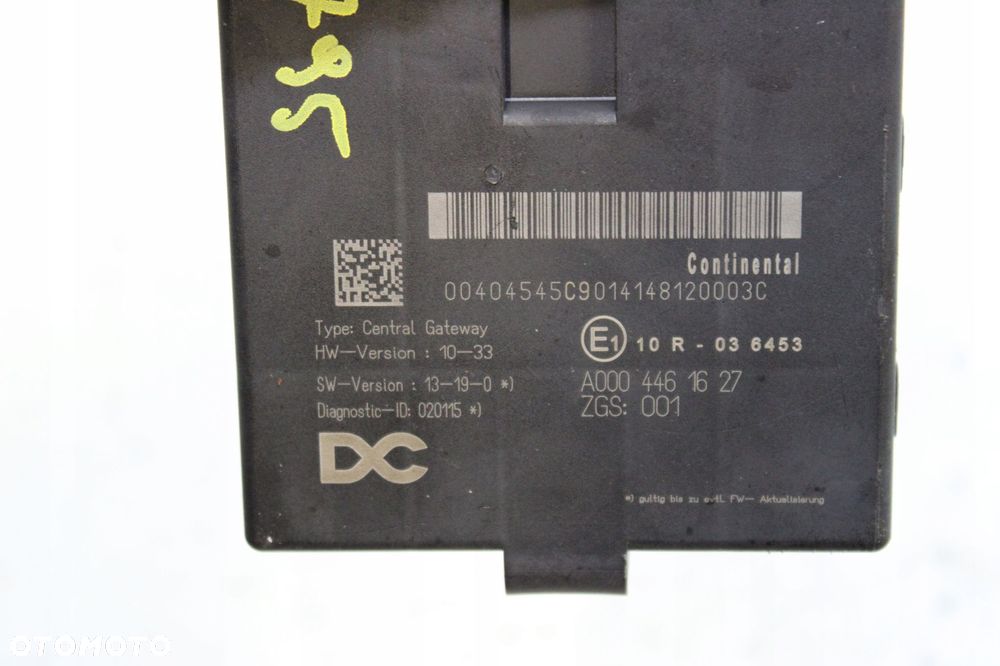 Continental
00404545C9014148120003C
Type: Central Gateway
HW-Version : 10-33
SW-Version : 13-19-0 *)
Diagnostic-ID: 020115 *)
E1 10 R - 03 6453
A000 446 16 27
ZGS: 001
DC
*) gultig bis zu evtl. FW- Aktualisierung
OTOMOTO